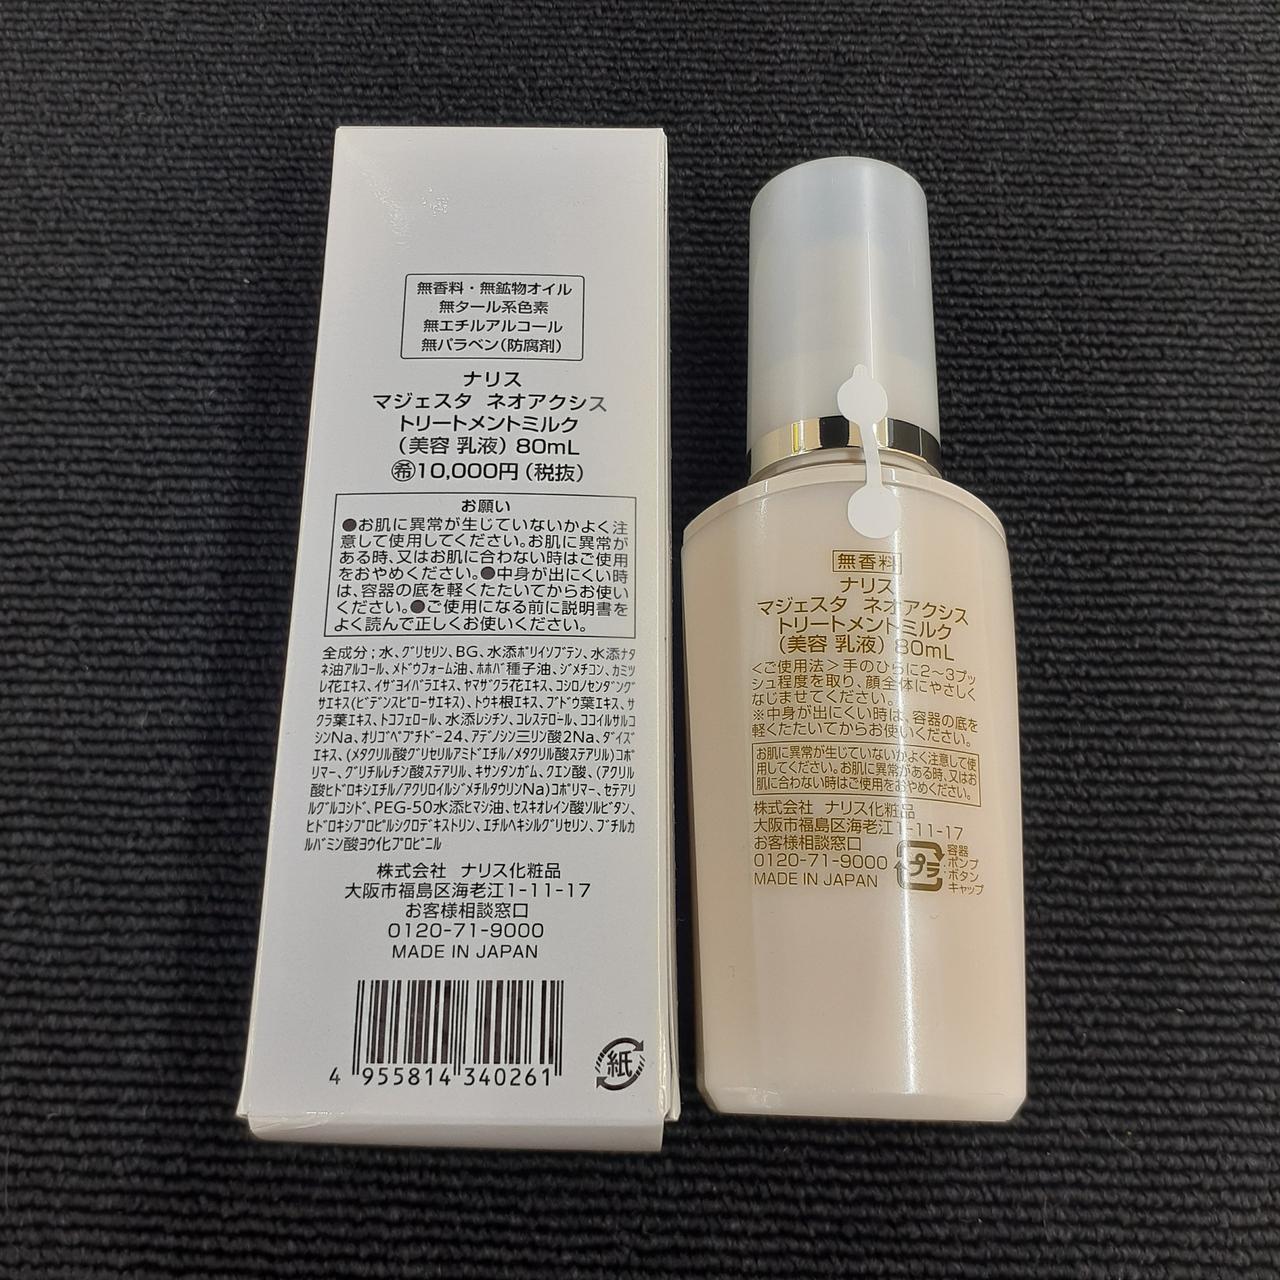 無香料・無鉱物オイル
無タール系色素
無エチルアルコール
無パラベン(防腐剤)
ナリス
マジェスタ ネオアクシス
トリートメントミルク
(美容 乳液) 80mL
㊒10,000円(税抜)
お願い
●お肌に異常が生じていないかよく注
意して使用してください。お肌に異常が
ある時、又はお肌に合わない時はご使用
をおやめください。●中身が出にくい時
は、容器の底を軽くたたいてからお使い
ください。●ご使用になる前に説明書を
よく読んで正しくお使いください。
全成分；水、グリセリン、BG、水添ポリイソブテン、水添ナタ
ネ油アルコール、メドウフォーム油、ホホバ種子油、ジメチコン、カミツ
レ花エキス、イザヨイバラエキス、ヤマザクラ花エキス、コシロノセンダング
サエキス(ビデンスピローサエキス)、トウキ根エキス、ブドウ葉エキス、サ
クラ葉エキス、トコフェロール、水添レシチン、コレステロール、ココイルサルコ
シンNa、オリゴペプチド-24、アデノシン三リン酸2Na、ダイズ
エキス、(メタクリル酸グリセリルアミドエチル/メタクリル酸ステアリル)コポ
リマー、グリチルレチン酸ステアリル、キサンタンガム、クエン酸、(アクリル
酸ヒドロキシエチル/アクリロイルジメチルタウリンNa)コポリマー、セテアリ
ルグルコシド、PEG-50水添ヒマシ油、セスキオレイン酸ソルビタン、
ヒドロキシプロピルシクロデキストリン、エチルヘキシルグリセリン、ブチルカ
ルバミン酸ヨウ化プロピニル
株式会社 ナリス化粧品
大阪市福島区海老江1-11-17
お客様相談窓口
0120-71-9000
MADE IN JAPAN
4 955814 340261
紙
無香料
ナリス
マジェスタ ネオアクシス
トリートメントミルク
(美容 乳液) 80mL
<ご使用法>手のひらに2～3プッ
シュ程度を取り、顔全体にやさしく
なじませてください。
※中身が出にくい時は、容器の底を
軽くたたいてからお使いください。
お肌に異常が生じていないかよく注意して使
用してください。お肌に異常がある時、又はお
肌に合わない時はご使用をおやめください。
株式会社 ナリス化粧品
大阪市福島区海老江1-11-17
お客様相談窓口
0120-71-9000
MADE IN JAPAN
プラ
容器
ポンプ
ボタン
キャップ